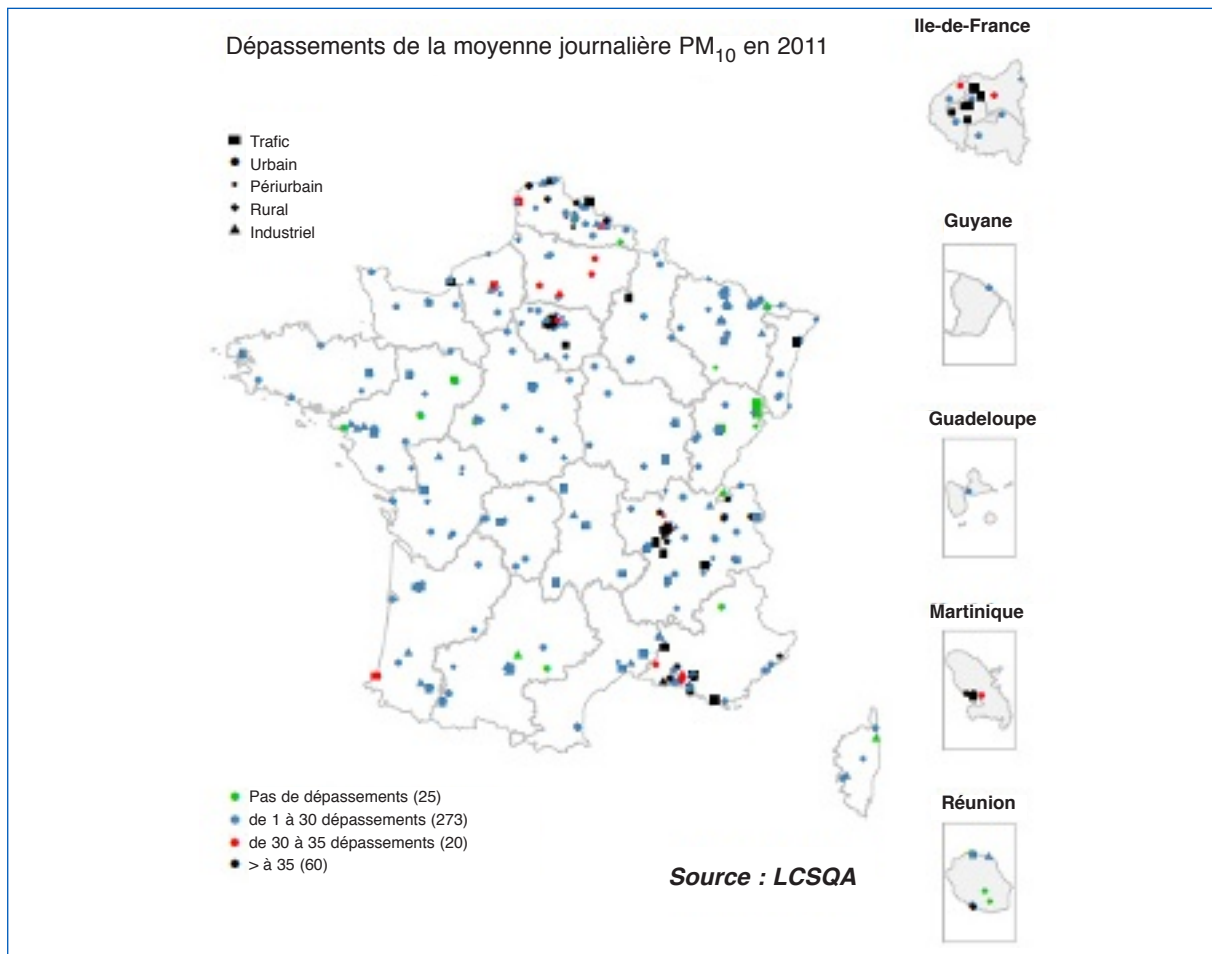 Dépassements de la moyenne journalière PM10 en 2011
Trafic
Urbain
Périurbain
Rural
Industriel
Pas de dépassements (25)
de 1 à 30 dépassements (273)
de 30 à 35 dépassements (20)
> à 35 (60)
Source : LCSQA
Ile-de-France
Guyane
Guadeloupe
Martinique
Réunion